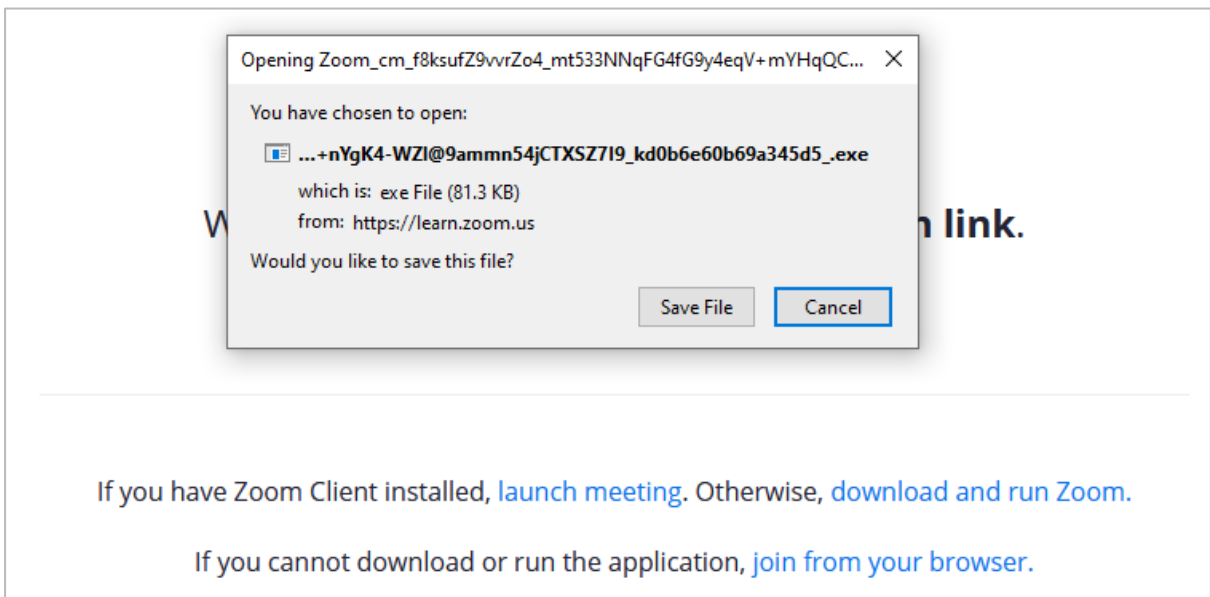 Opening Zoom_cm_f8ksufZ9vvrZo4_mt533NNqFG4fG9y4eqV+mYHqQC...
You have chosen to open:
...+nYgK4-WZI@9ammn54jCTXSZ7I9_kd0b6e60b69a345d5_.exe
which is: exe File (81.3 KB)
from: https://learn.zoom.us
link.
Would you like to save this file?
Save File Cancel
If you have Zoom Client installed, launch meeting. Otherwise, download and run Zoom.
If you cannot download or run the application, join from your browser.